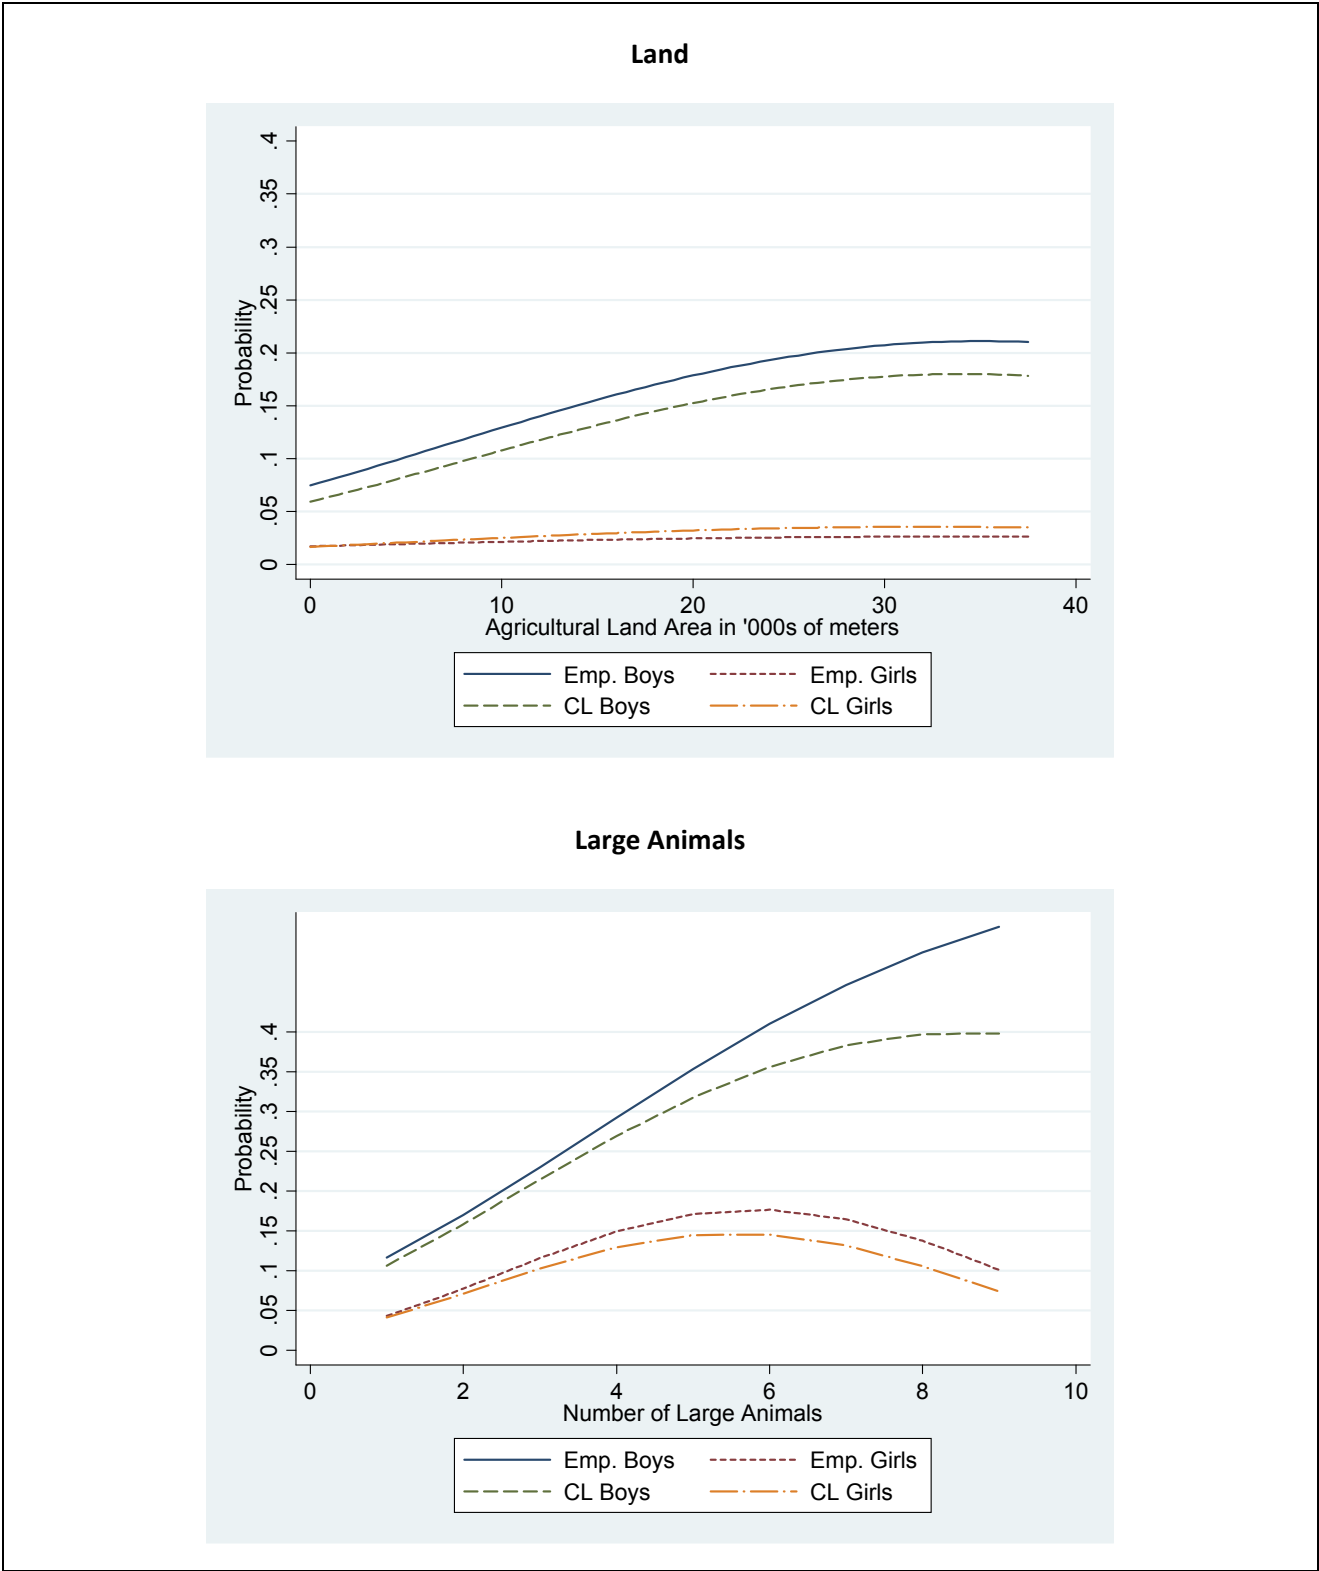 Land
.4
.35
.3
.25
.2
.15
.1
.05
0
Probability
0 10 20 30 40
Agricultural Land Area in '000s of meters
Emp. Boys Emp. Girls
CL Boys CL Girls
Large Animals
.4
.35
.3
.25
.2
.15
.1
.05
0
Probability
0 2 4 6 8 10
Number of Large Animals
Emp. Boys Emp. Girls
CL Boys CL Girls